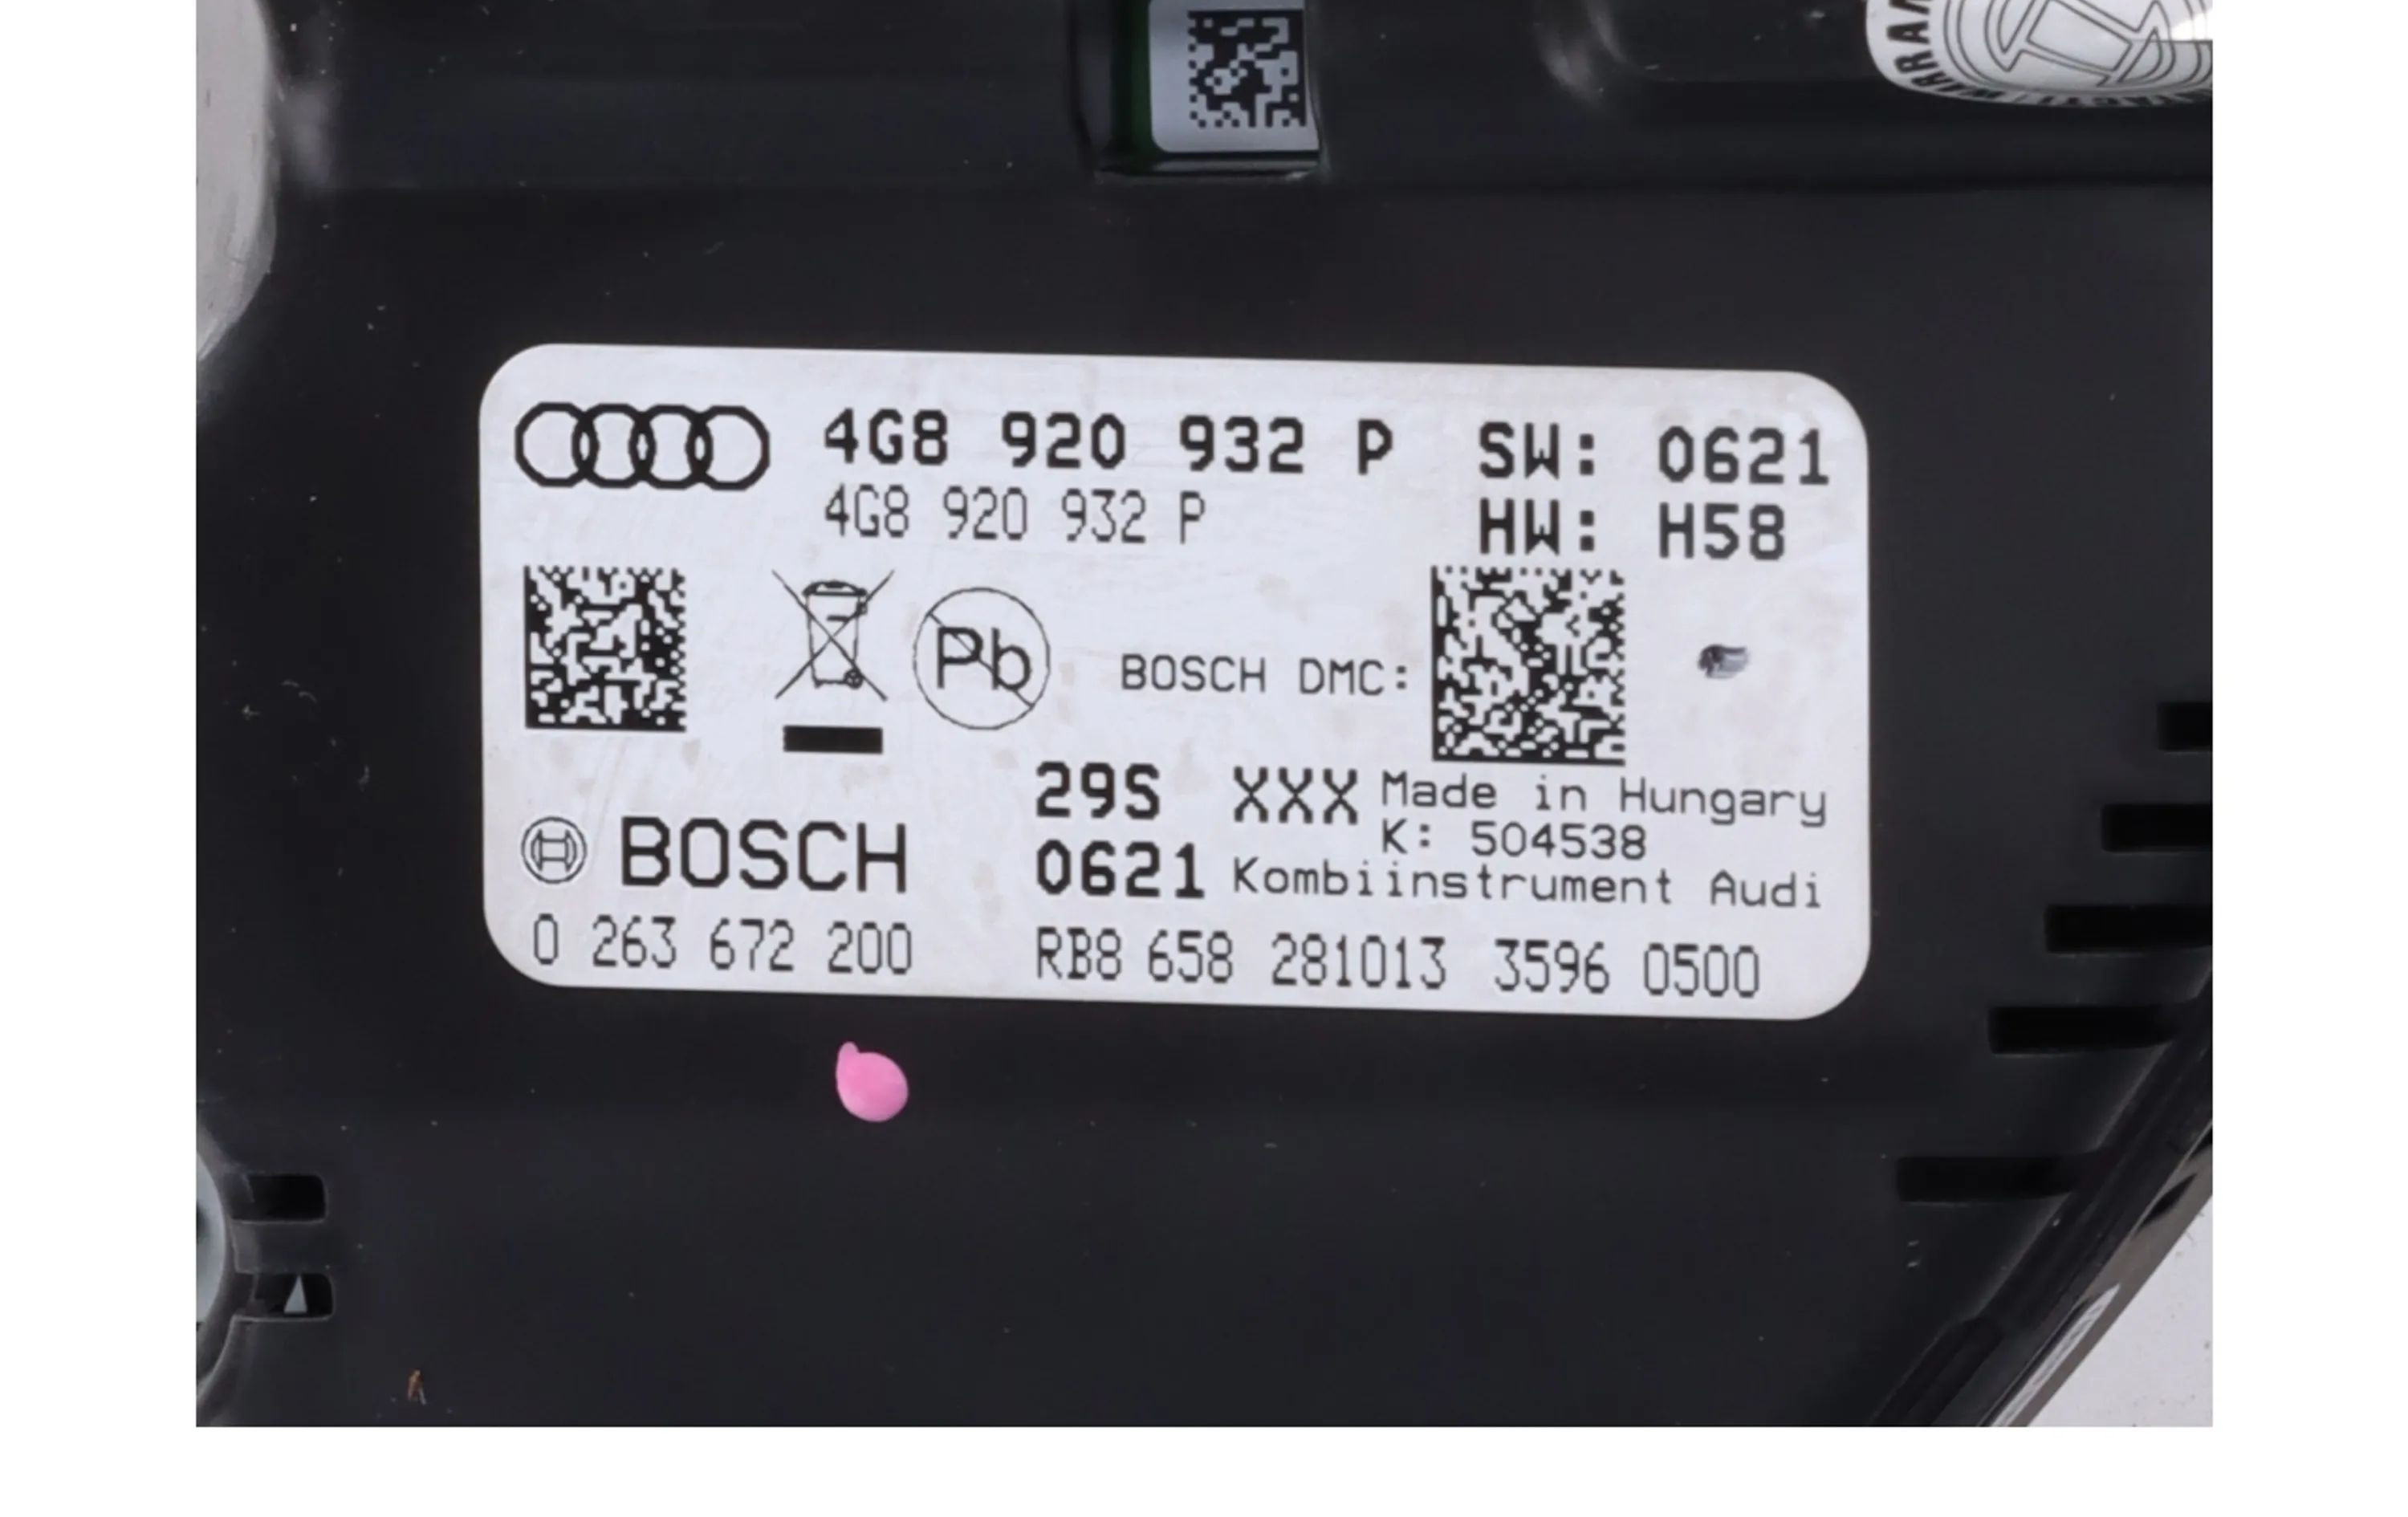 4G8 920 932 P SW: 0621
4G8 920 932 P HW: H58
Pb BOSCH DMC:
29S XXX Made in Hungary
K: 504538
BOSCH 0621 Kombiinstrument Audi
0 263 672 200 RB8 658 281013 3596 0500